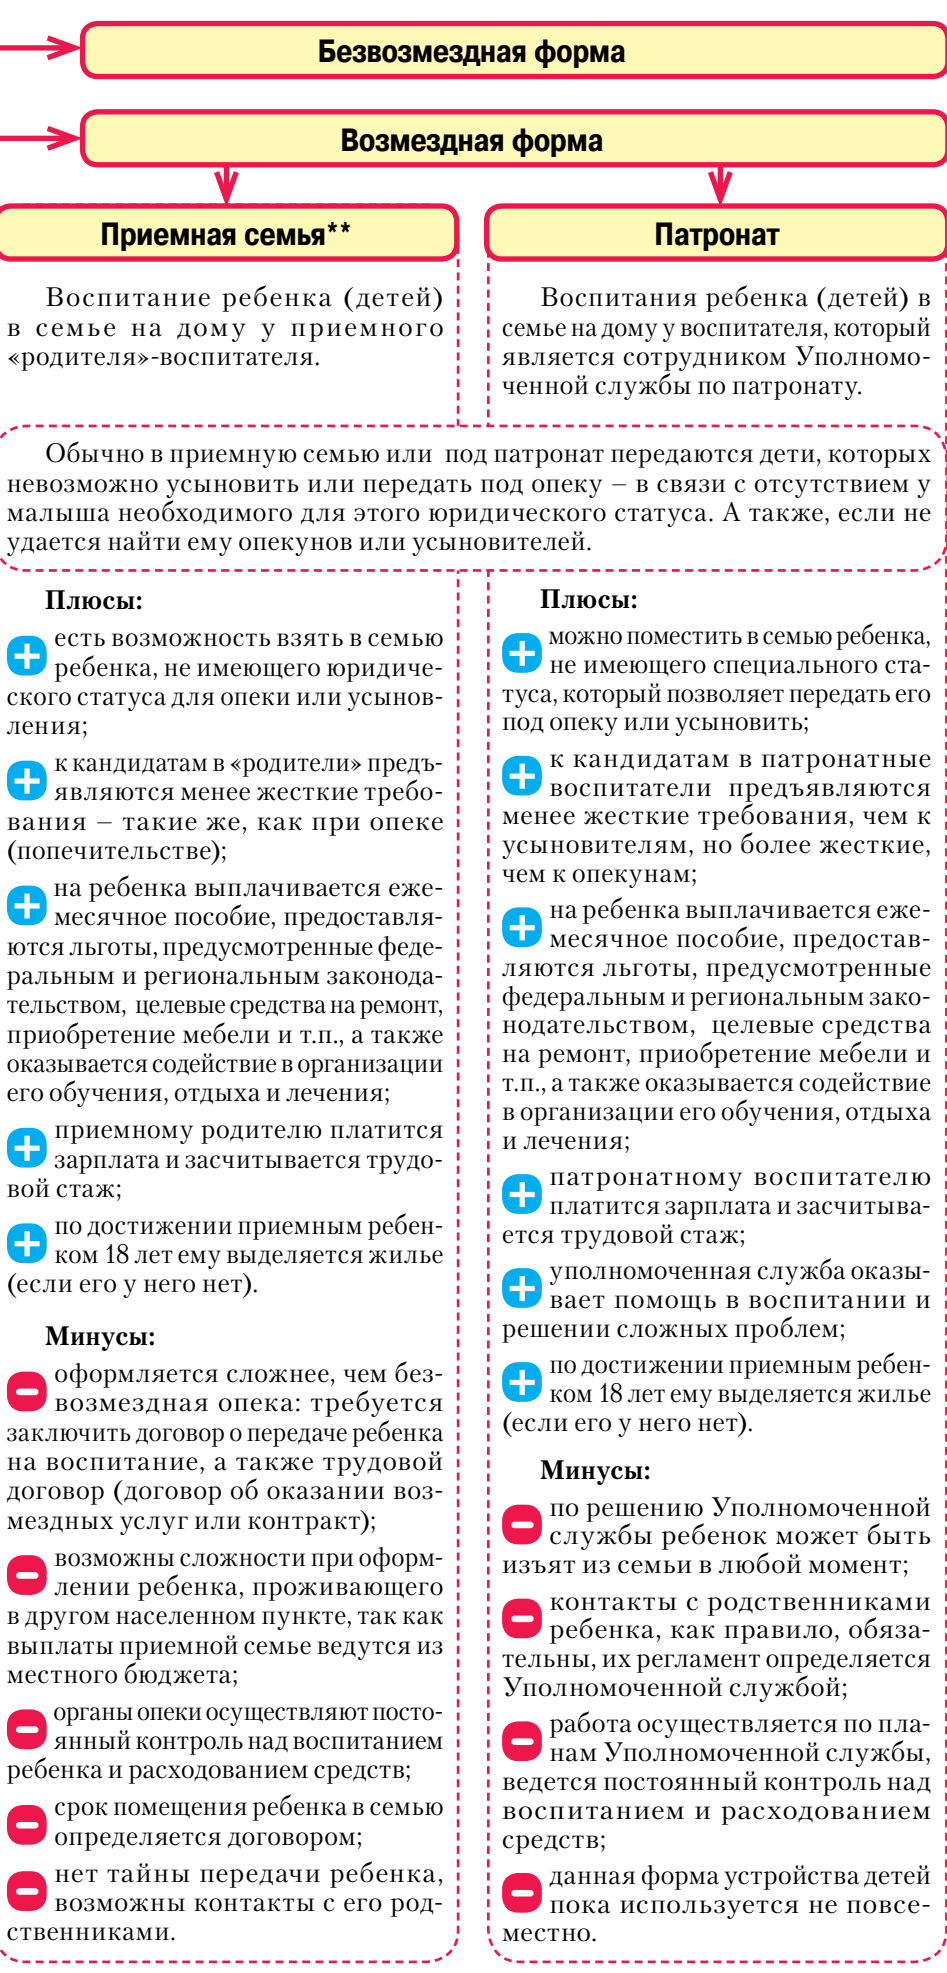 Безвозмездная форма
Возмездная форма
Приемная семья**
Воспитание ребенка (детей)
в семье на дому у приемного
«родителя»-воспитателя.
Патронат
Воспитания ребенка (детей) в
семье на дому у воспитателя, который
является сотрудником Уполномо-
ченной службы по патронату.
Обычно в приемную семью или под патронат передаются дети, которых
невозможно усыновить или передать под опеку – в связи с отсутствием у
малыша необходимого для этого юридического статуса. А также, если не
удается найти ему опекунов или усыновителей.
Плюсы:
есть возможность взять в семью
ребенка, не имеющего юридиче-
ского статуса для опеки или усынов-
ления;
к кандидатам в «родители» предъ-
являются менее жесткие требо-
вания – такие же, как при опеке
(попечительстве);
на ребенка выплачивается еже-
месячное пособие, предоставля-
ются льготы, предусмотренные феде-
ральным и региональным законода-
тельством, целевые средства на ремонт,
приобретение мебели и т.п., а также
оказывается содействие в организации
его обучения, отдыха и лечения;
приемному родителю платится
зарплата и засчитывается трудо-
вой стаж;
по достижении приемным ребен-
ком 18 лет ему выделяется жилье
(если его у него нет).
Минусы:
оформляется сложнее, чем без-
возмездная опека: требуется
заключить договор о передаче ребенка
на воспитание, а также трудовой
договор (договор об оказании воз-
мездных услуг или контракт);
возможны сложности при оформ-
лении ребенка, проживающего
в другом населенном пункте, так как
выплаты приемной семье ведутся из
местного бюджета;
органы опеки осуществляют посто-
янный контроль над воспитанием
ребенка и расходованием средств;
срок помещения ребенка в семью
определяется договором;
нет тайны передачи ребенка,
возможны контакты с его род-
ственниками.
Плюсы:
можно поместить в семью ребенка,
не имеющего специального ста-
туса, который позволяет передать его
под опеку или усыновить;
к кандидатам в патронатные
воспитатели предъявляются
менее жесткие требования, чем к
усыновителям, но более жесткие,
чем к опекунам;
на ребенка выплачивается еже-
месячное пособие, предостав-
ляются льготы, предусмотренные
федеральным и региональным зако-
нодательством, целевые средства
на ремонт, приобретение мебели и
т.п., а также оказывается содействие
в организации его обучения, отдыха
и лечения;
патронатному воспитателю
платится зарплата и засчитыва-
ется трудовой стаж;
уполномоченная служба оказы-
вает помощь в воспитании и
решении сложных проблем;
по достижении приемным ребен-
ком 18 лет ему выделяется жилье
(если его у него нет).
Минусы:
по решению Уполномоченной
службы ребенок может быть
изъят из семьи в любой момент;
контакты с родственниками
ребенка, как правило, обяза-
тельны, их регламент определяется
Уполномоченной службой;
работа осуществляется по пла-
нам Уполномоченной службы,
ведется постоянный контроль над
воспитанием и расходованием
средств;
данная форма устройства детей
пока используется не повсе-
местно.